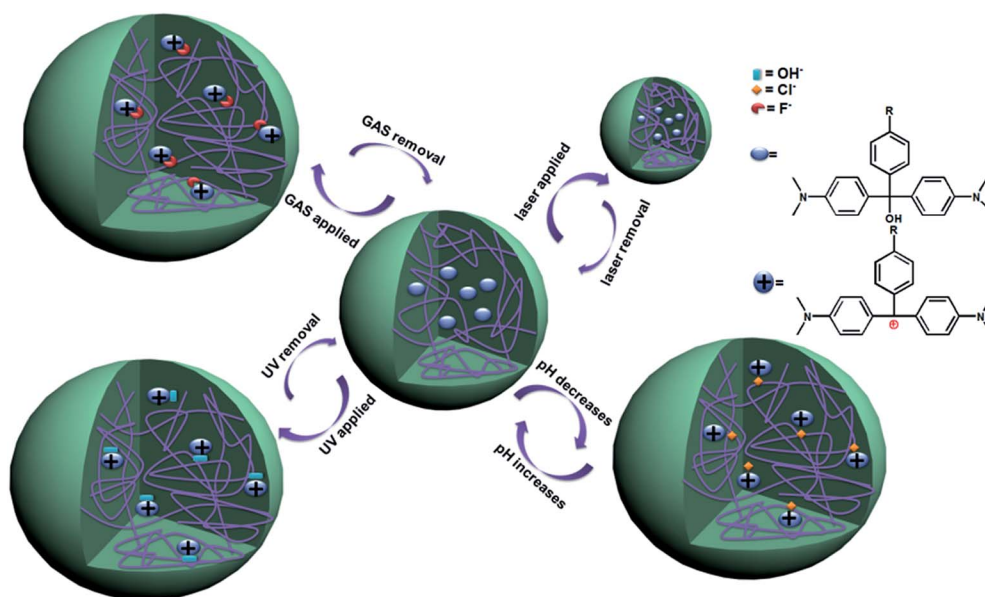 = OH-
= Cl-
= F-
GAS removal
GAS applied
laser applied
laser removal
=
R
N
N
OH
UV removal
UV applied
pH decreases
pH increases
+ =
R
N
N
+